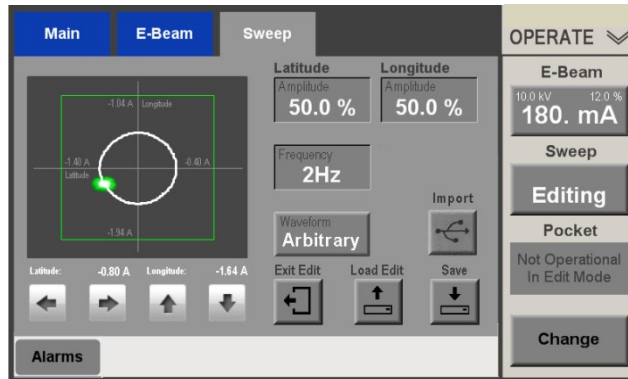 Main
E-Beam
Sweep
OPERATE
Latitude
Longitude
Amplitude
50.0 %
Amplitude
50.0 %
-1.04 A
Longitude
-1.40 A
-0.40 A
Latitude
-1.94 A
Frequency
2Hz
Waveform
Arbitrary
Import
Latitude:
-0.80 A
Longitude:
-1.64 A
Exit Edit
Load Edit
Save
Alarms
E-Beam
10.0 kV
12.0 %
180. mA
Sweep
Editing
Pocket
Not Operational
In Edit Mode
Change